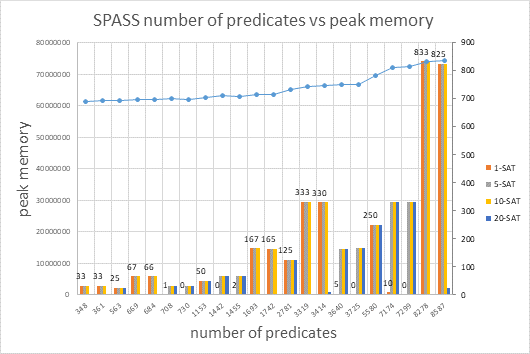 SPASS number of predicates vs peak memory
80000000
70000000
60000000
50000000
40000000
30000000
20000000
10000000
0
peak memory
900
800
700
600
500
400
300
200
100
0
33 33 25 67 66 1 0 50 0 2 167 165 125 333 330 5 0 250 10 0 833 825
348 361 563 669 684 708 730 1153 1442 1455 1693 1742 2781 3319 3414 3640 3725 5580 7174 7299 8278 8587
number of predicates
1-SAT
5-SAT
10-SAT
20-SAT